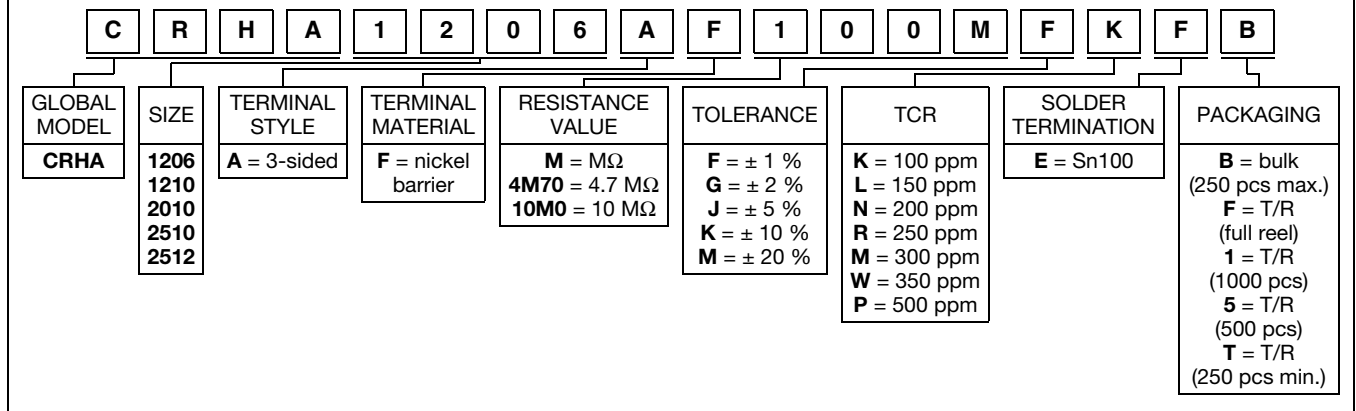 C R H A 1 2 0 6 A F 1 0 0 M F K F B
GLOBAL
MODEL
CRHA
SIZE
1206
1210
2010
2510
2512
TERMINAL
STYLE
A = 3-sided
TERMINAL
MATERIAL
F = nickel
barrier
RESISTANCE
VALUE
M = MΩ
4M70 = 4.7 MΩ
10M0 = 10 MΩ
TOLERANCE
F = ± 1 %
G = ± 2 %
J = ± 5 %
K = ± 10 %
M = ± 20 %
TCR
K = 100 ppm
L = 150 ppm
N = 200 ppm
R = 250 ppm
M = 300 ppm
W = 350 ppm
P = 500 ppm
SOLDER
TERMINATION
E = Sn100
PACKAGING
B = bulk
(250 pcs max.)
F = T/R
(full reel)
1 = T/R
(1000 pcs)
5 = T/R
(500 pcs)
T = T/R
(250 pcs min.)